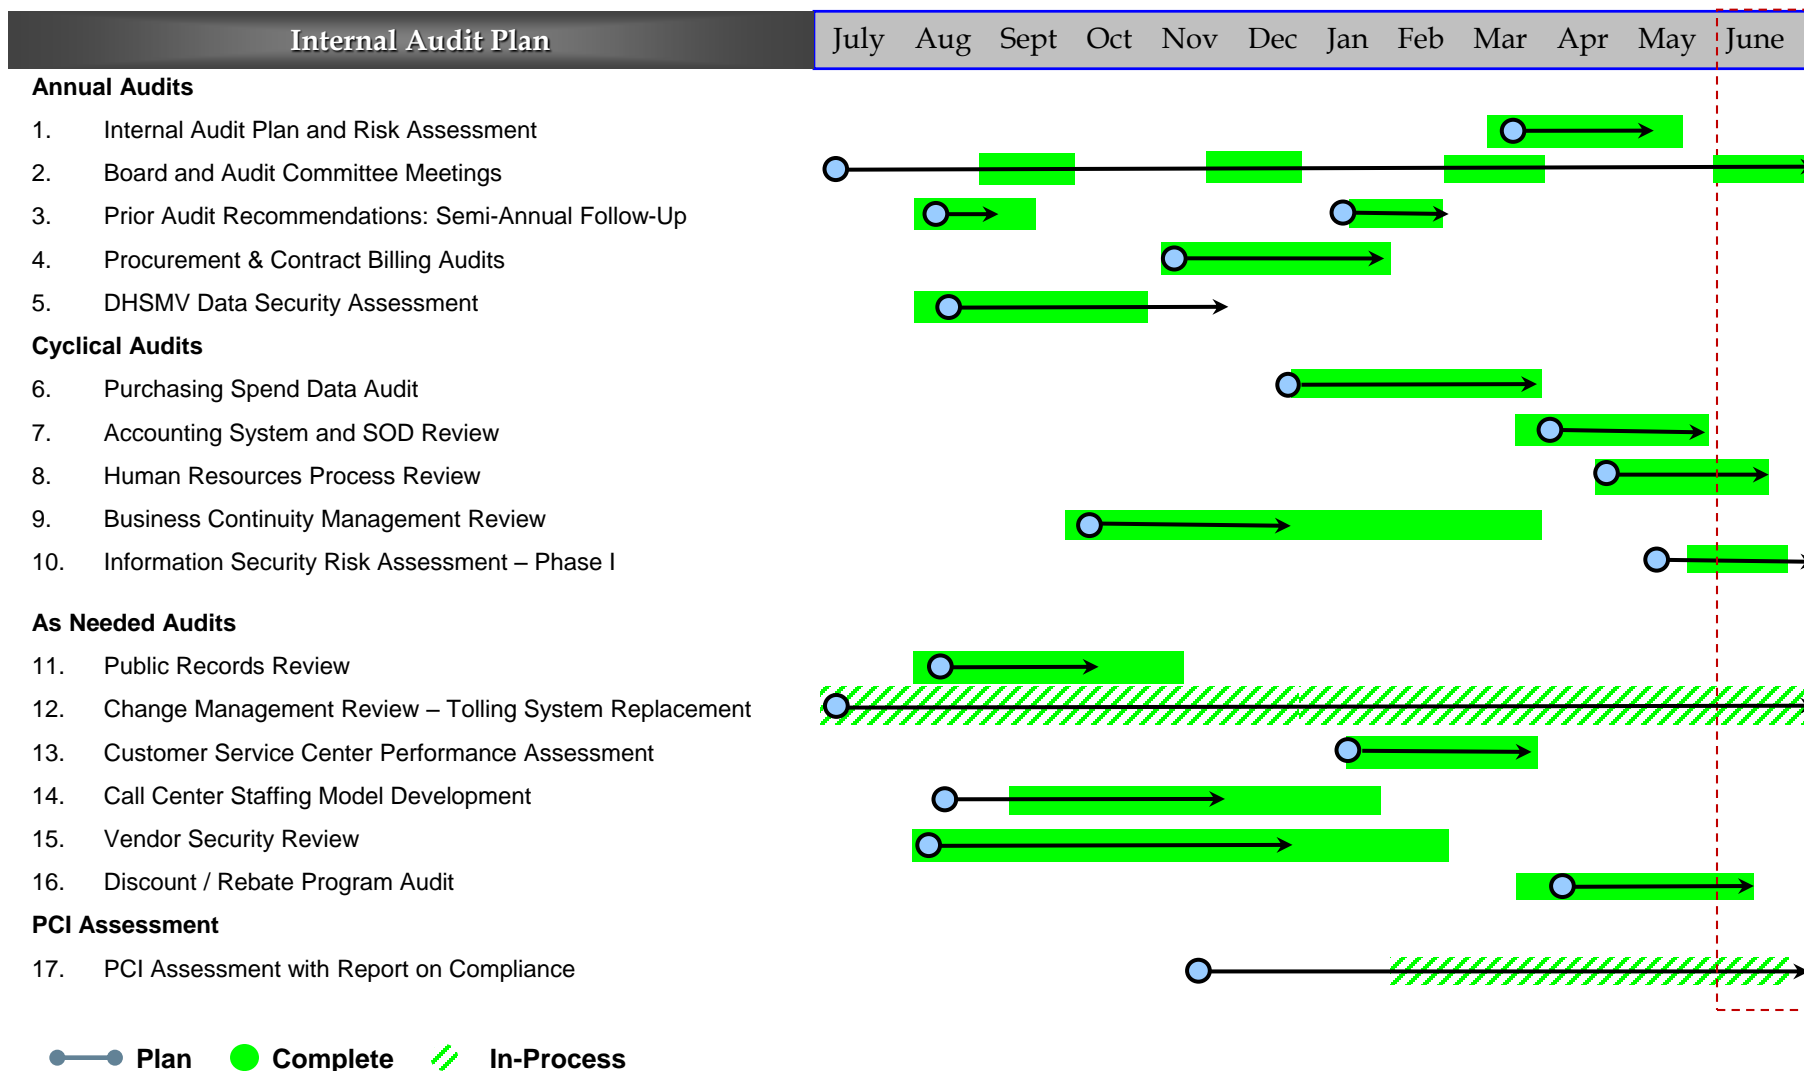 Internal Audit Plan July Aug Sept Oct Nov Dec Jan Feb Mar Apr May June
Annual Audits
1. Internal Audit Plan and Risk Assessment
2. Board and Audit Committee Meetings
3. Prior Audit Recommendations: Semi-Annual Follow-Up
4. Procurement & Contract Billing Audits
5. DHSMV Data Security Assessment
Cyclical Audits
6. Purchasing Spend Data Audit
7. Accounting System and SOD Review
8. Human Resources Process Review
9. Business Continuity Management Review
10. Information Security Risk Assessment – Phase I
As Needed Audits
11. Public Records Review
12. Change Management Review – Tolling System Replacement
13. Customer Service Center Performance Assessment
14. Call Center Staffing Model Development
15. Vendor Security Review
16. Discount / Rebate Program Audit
PCI Assessment
17. PCI Assessment with Report on Compliance
Plan Complete In-Process